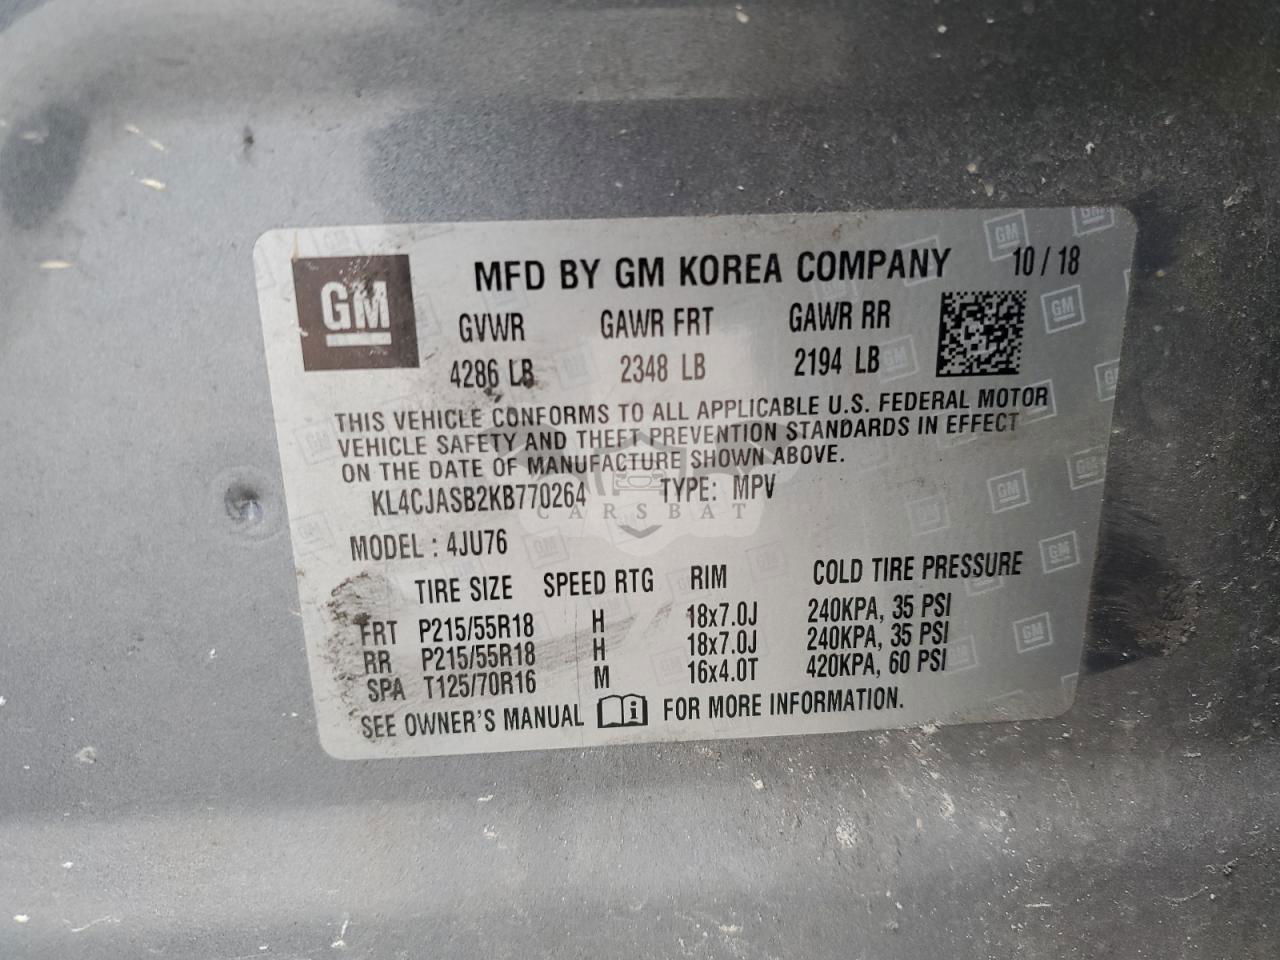 GM
MFD BY GM KOREA COMPANY 10 / 18
GVWR GAWR FRT GAWR RR
4286 LB 2348 LB 2194 LB
THIS VEHICLE CONFORMS TO ALL APPLICABLE U.S. FEDERAL MOTOR
VEHICLE SAFETY AND THEFT PREVENTION STANDARDS IN EFFECT
ON THE DATE OF MANUFACTURE SHOWN ABOVE.
KL4CJASB2KB770264 TYPE: MPV
CARSBAT
MODEL : 4JU76
TIRE SIZE SPEED RTG RIM COLD TIRE PRESSURE
FRT P215/55R18 H 18x7.0J 240KPA, 35 PSI
RR P215/55R18 H 18x7.0J 240KPA, 35 PSI
SPA T125/70R16 M 16x4.0T 420KPA, 60 PSI
SEE OWNER'S MANUAL i FOR MORE INFORMATION.